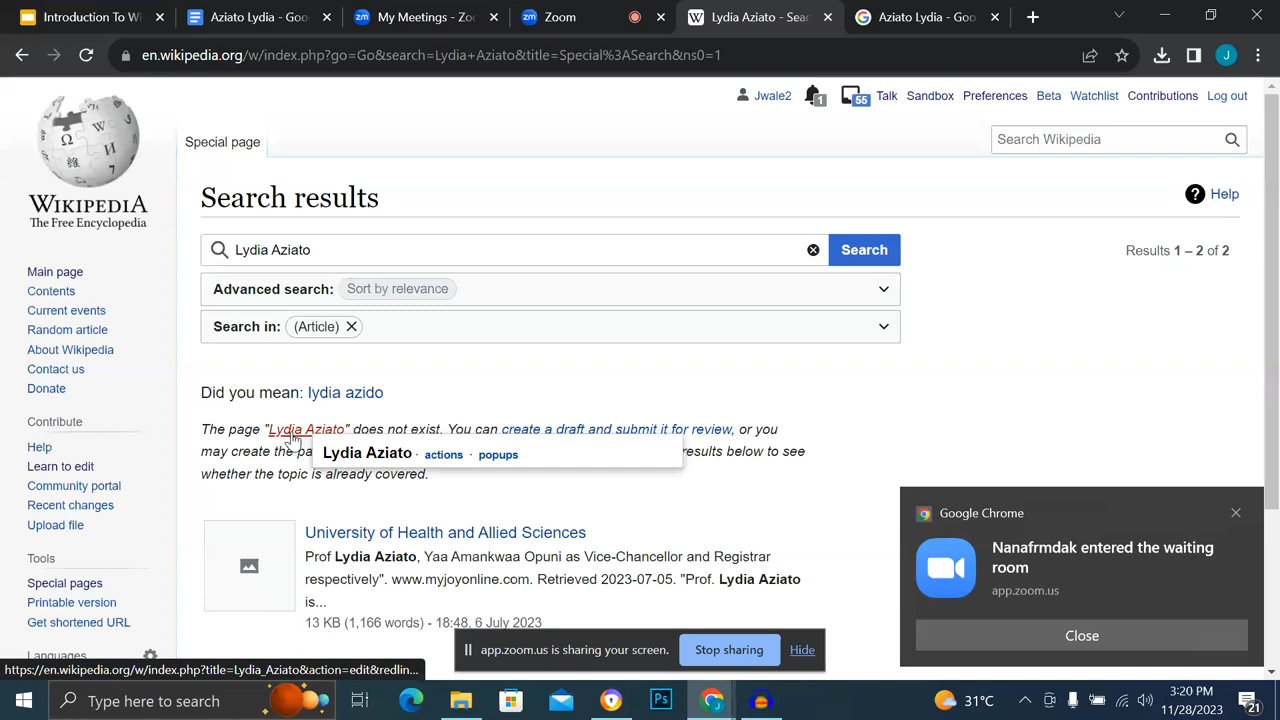 Introduction To Wi
Aziato Lydia - Goo
My Meetings - Zo
Zoom
Lydia Aziato - Sea
Aziato Lydia - Goo
en.wikipedia.org/w/index.php?go=Go&search=Lydia+Aziato&title=Special%3ASearch&ns0=1
J
Jwale2
1
55
Talk
Sandbox
Preferences
Beta
Watchlist
Contributions
Log out
Special page
Search Wikipedia
WIKIPEDIA
The Free Encyclopedia
Search results
Help
Lydia Aziato
Search
Results 1 – 2 of 2
Advanced search: Sort by relevance
Search in: (Article)
Main page
Contents
Current events
Random article
About Wikipedia
Contact us
Donate
Contribute
Help
Learn to edit
Community portal
Recent changes
Upload file
Tools
Special pages
Printable version
Get shortened URL
Languages
Did you mean: lydia azido
The page "Lydia Aziato" does not exist. You can create a draft and submit it for review, or you
may create the pa
esults below to see
whether the topic is already covered.
Lydia Aziato · actions · popups
University of Health and Allied Sciences
Prof Lydia Aziato, Yaa Amankwaa Opuni as Vice-Chancellor and Registrar
respectively". www.myjoyonline.com. Retrieved 2023-07-05. "Prof. Lydia Aziato
is...
13 KB (1,166 words) - 18:48, 6 July 2023
Google Chrome
Nanafrmdak entered the waiting
room
app.zoom.us
Close
app.zoom.us is sharing your screen.
Stop sharing
Hide
https://en.wikipedia.org/w/index.php?title=Lydia_Aziato&action=edit&redlin...
Type here to search
Ps
31°C
3:20 PM
11/28/2023
21